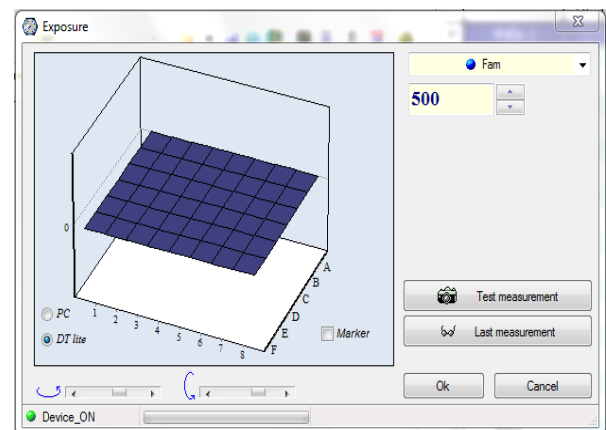 Exposure
Fam
500
0
A
B
C
D
E
F
1 2 3 4 5 6 7 8
PC
DT lite
Marker
Test measurement
Last measurement
Ok Cancel
Device_ON